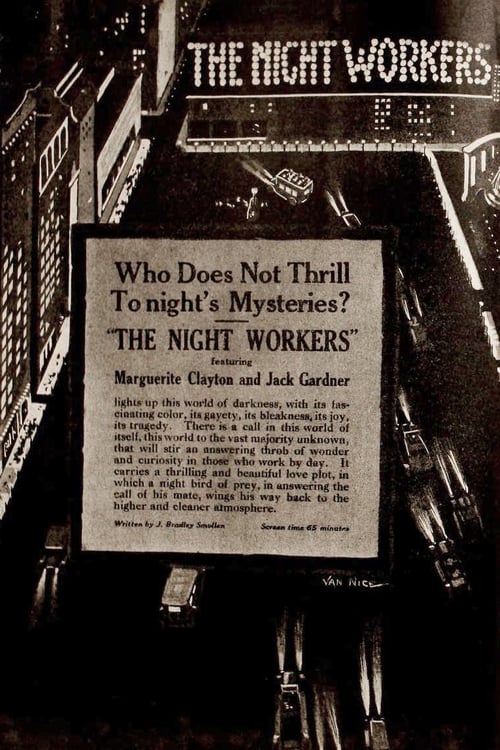 THE NIGHT WORKERS
Who Does Not Thrill
To night's Mysteries?
"THE NIGHT WORKERS"
featuring
Marguerite Clayton and Jack Gardner
lights up this world of darkness, with its fas-
cinating color, its gayety, its bleakness, its joy,
its tragedy. There is a call in this world of
itself, this world to the vast majority unknown,
that will stir an answering throb of wonder
and curiosity in those who work by day. It
carries a thrilling and beautiful love plot, in
which a night bird of prey, in answering the
call of his mate, wings his way back to the
higher and cleaner atmosphere.
Written by J. Bradley Smollen Screen time 65 minutes
VAN NICE